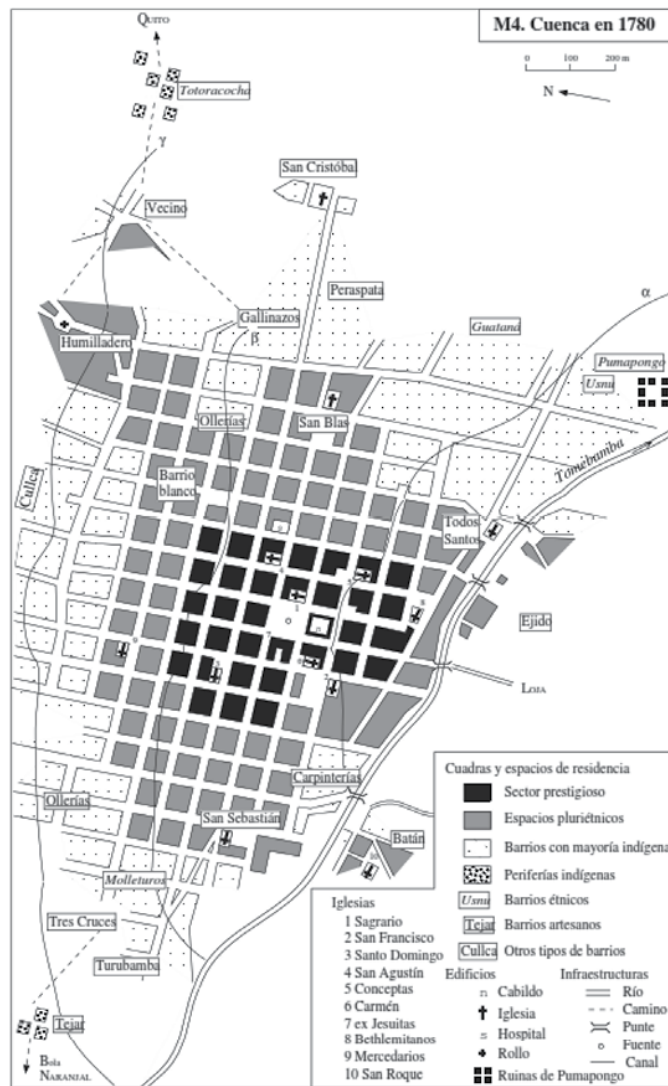 M4. Cuenca en 1780
0 100 200 m
N
QUITO
Totoracocha
γ
San Cristóbal
Vecino
Peraspata
α
Gallinazos
β
Guatana
Humilladero
Pumapongo
Usnu
Ollerías
San Blas
Tomebamba
Cullca
Barrio
blanco
Todos
Santos
Ejido
LOJA
Carpinterías
Ollerías
San Sebastián
Batán
10
Molleturos
Tres Cruces
Turubamba
Tejar
Bola
NARANJAL
Cuadras y espacios de residencia
Sector prestigioso
Espacios pluriétnicos
Barrios con mayoría indígena
Periferías indígenas
Usnu Barrios étnicos
Tejar Barrios artesanos
Cullca Otros tipos de barrios
Iglesias
1 Sagrario
2 San Francisco
3 Santo Domingo
4 San Agustín
5 Conceptas
6 Carmén
7 ex Jesuitas
8 Bethlemitanos
9 Mercedarios
10 San Roque
Edificios
n Cabildo
Iglesia
s Hospital
Rollo
Infraestructuras
Río
Camino
Punte
Fuente
Canal
Ruinas de Pumapongo